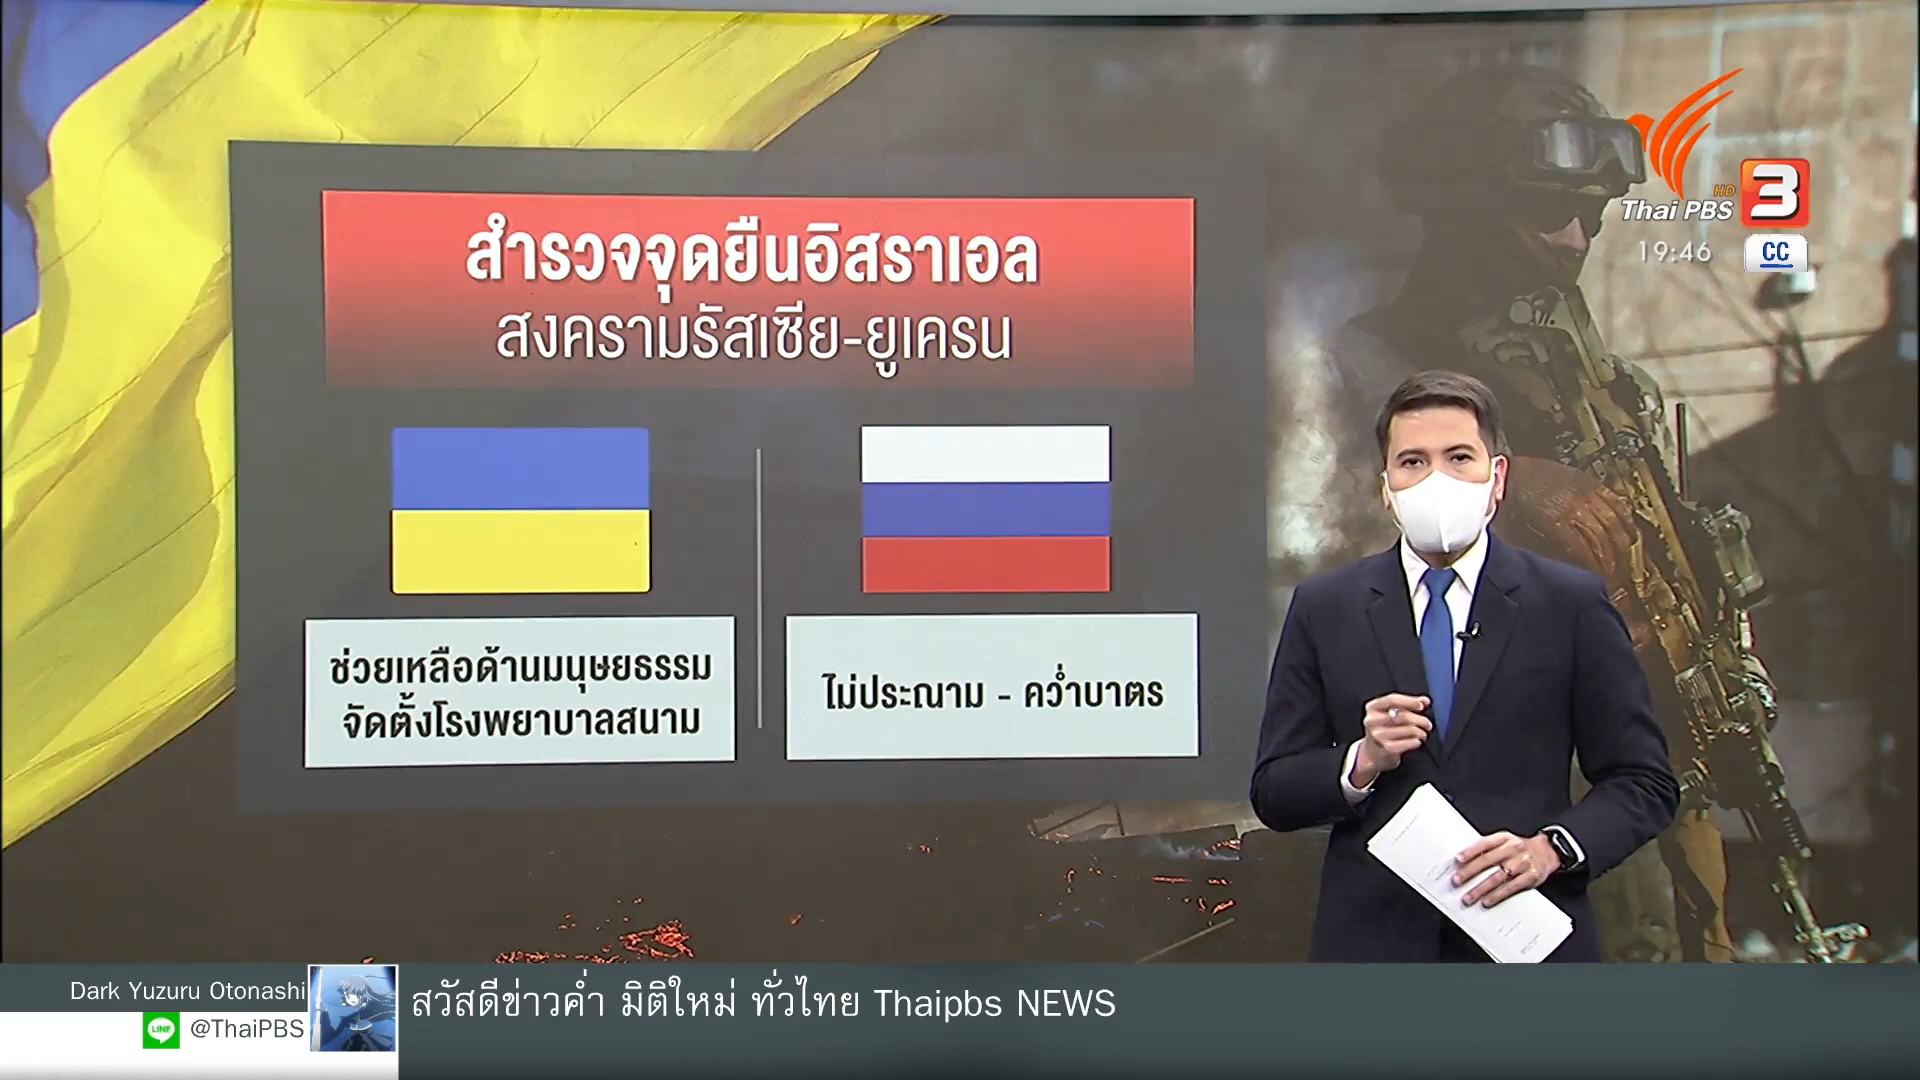 สำรวจจุดยืนอิสราเอล
สงครามรัสเซีย-ยูเครน
ช่วยเหลือด้านมนุษยธรรม
จัดตั้งโรงพยาบาลสนาม
ไม่ประณาม - คว่ำบาตร
HD
Thai PBS
3
19:46
CC
Dark Yuzuru Otonashi
LINE
@ThaiPBS
สวัสดีข่าวค่ำ มิติใหม่ ทั่วไทย Thaipbs NEWS